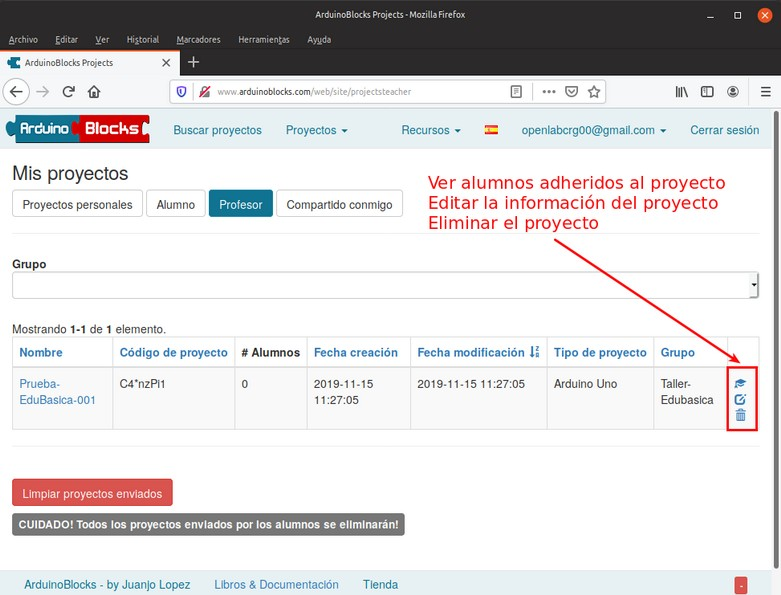 ArduinoBlocks Projects - Mozilla Firefox
Archivo Editar Ver Historial Marcadores Herramientas Ayuda
ArduinoBlocks Projects
www.arduinoblocks.com/web/site/projectsteacher
Arduino Blocks Buscar proyectos Proyectos Recursos openlabcrg00@gmail.com Cerrar sesión
Mis proyectos
Proyectos personales Alumno Profesor Compartido conmigo
Ver alumnos adheridos al proyecto
Editar la información del proyecto
Eliminar el proyecto
Grupo
Mostrando 1-1 de 1 elemento.
Nombre Código de proyecto # Alumnos Fecha creación Fecha modificación Tipo de proyecto Grupo
Prueba- C4*nzPi1 0 2019-11-15 2019-11-15 11:27:05 Arduino Uno Taller-
EduBasica-001 11:27:05 Edubasica
Limpiar proyectos enviados
CUIDADO! Todos los proyectos enviados por los alumnos se eliminarán!
ArduinoBlocks - by Juanjo Lopez Libros & Documentación Tienda -